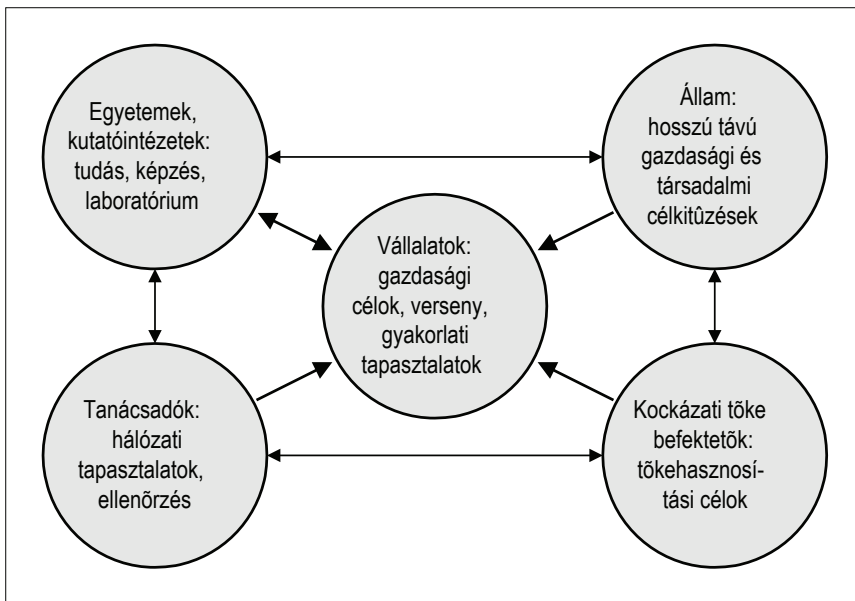 Egyetemek,
kutatóintézetek:
tudás, képzés,
laboratórium
Állam:
hosszú távú
gazdasági és
társadalmi
célkitûzések
Vállalatok:
gazdasági
célok, verseny,
gyakorlati
tapasztalatok
Tanácsadók:
hálózati
tapasztalatok,
ellenõrzés
Kockázati tõke
befektetõk:
tõkehasznosí-
tási célok